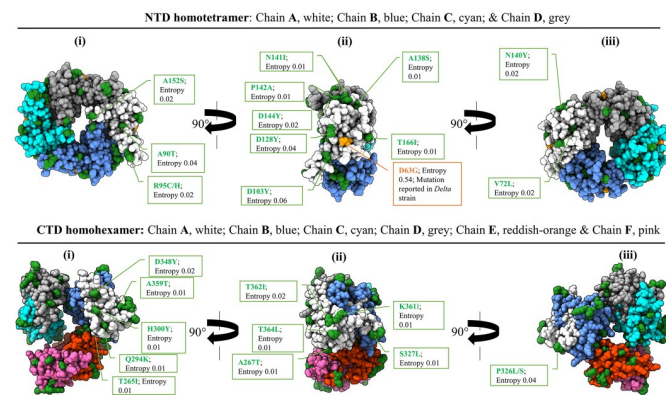 NTD homotetramer: Chain A, white; Chain B, blue; Chain C, cyan; & Chain D, grey
(i)
(ii)
(iii)
A152S;
Entropy
0.02
A90T;
Entropy 0.04
R95C/H;
Entropy 0.02
90°
N141I;
Entropy 0.01
P142A;
Entropy 0.01
D144Y;
Entropy 0.02
D128Y;
Entropy 0.04
D103Y;
Entropy 0.06
A138S;
Entropy
0.01
T166I;
Entropy 0.01
D63G; Entropy
0.54; Mutation
reported in Delta
strain
90°
N140Y;
Entropy
0.02
V72L;
Entropy 0.02
CTD homohexamer: Chain A, white; Chain B, blue; Chain C, cyan; Chain D, grey; Chain E, reddish-orange & Chain F, pink
(i)
(ii)
(iii)
D348Y;
Entropy 0.02
A359T;
Entropy 0.01
H300Y;
Entropy
0.01
Q294K;
Entropy 0.01
T265I; Entropy
0.01
90°
T362I;
Entropy 0.02
T364L;
Entropy 0.01
A267T;
Entropy 0.01
Entropy
0.01
S327L;
Entropy 0.01
90°
P326L/S;
Entropy 0.04